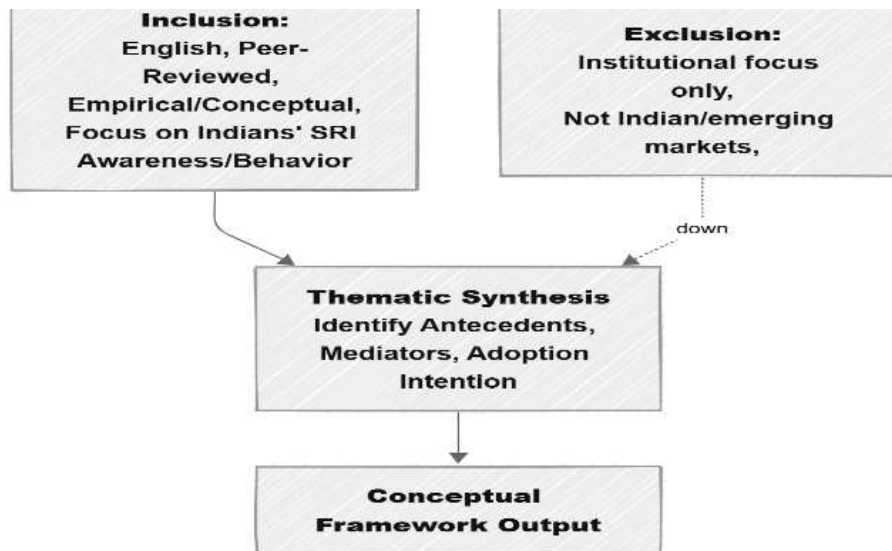 Inclusion:
English, Peer-
Reviewed,
Empirical/Conceptual,
Focus on Indians' SRI
Awareness/Behavior
Exclusion:
Institutional focus
only,
Not Indian/emerging
markets,
down
Thematic Synthesis
Identify Antecedents,
Mediators, Adoption
Intention
Conceptual
Framework Output